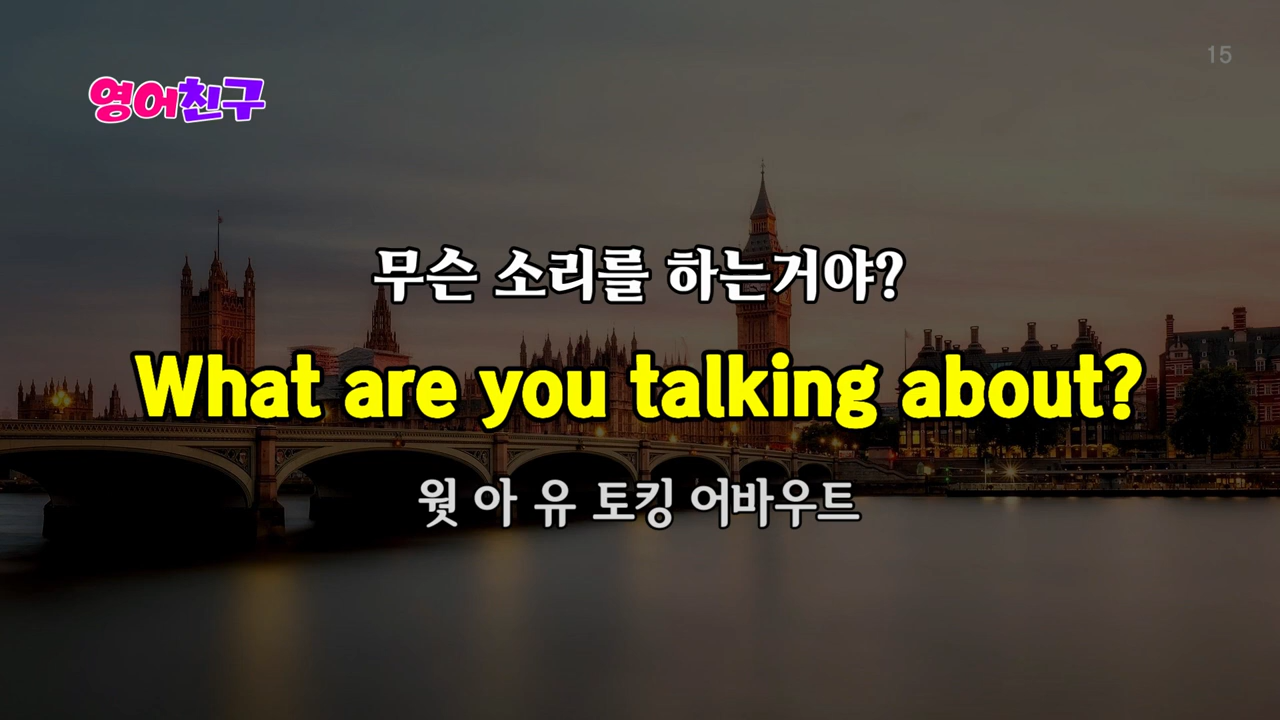 15
영어친구
무슨 소리를 하는거야?
What are you talking about?
웟 아 유 토킹 어바우트